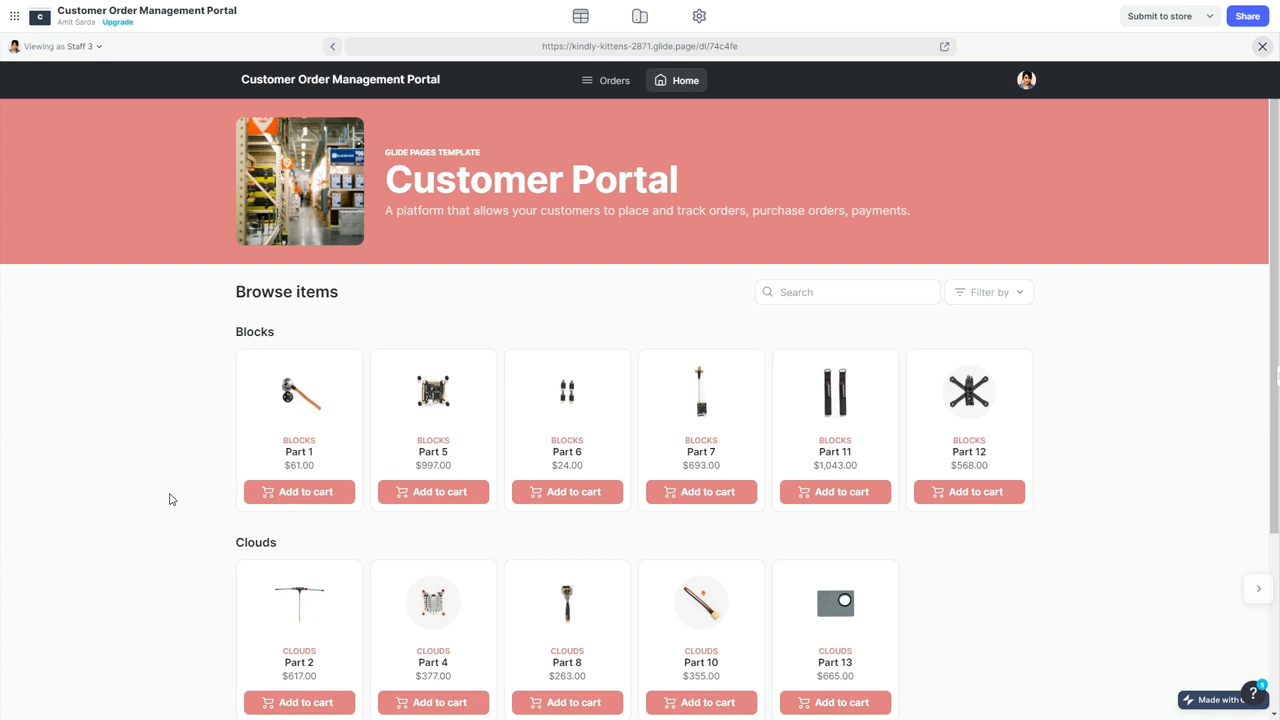 Customer Order Management Portal
Amit Sarda · Upgrade
Submit to store
Share
Viewing as Staff 3
https://kindly-kittens-2871.glide.page/dl/74c4fe
Customer Order Management Portal
Orders
Home
GLIDE PAGES TEMPLATE
Customer Portal
A platform that allows your customers to place and track orders, purchase orders, payments.
Browse items
Search
Filter by
Blocks
BLOCKS
Part 1
$61.00
Add to cart
BLOCKS
Part 5
$997.00
Add to cart
BLOCKS
Part 6
$24.00
Add to cart
BLOCKS
Part 7
$693.00
Add to cart
BLOCKS
Part 11
$1,043.00
Add to cart
BLOCKS
Part 12
$568.00
Add to cart
Clouds
CLOUDS
Part 2
$617.00
Add to cart
CLOUDS
Part 4
$377.00
Add to cart
CLOUDS
Part 8
$263.00
Add to cart
CLOUDS
Part 10
$355.00
Add to cart
CLOUDS
Part 13
$665.00
Add to cart
Made with
?